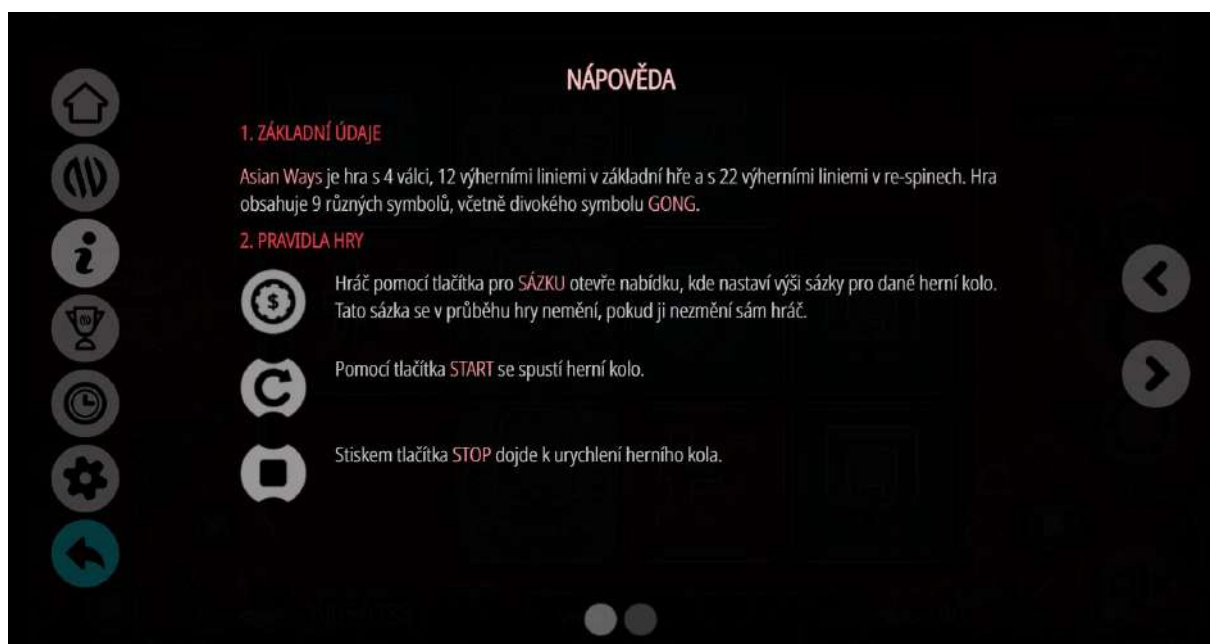 NÁPOVĚDA
1. ZÁKLADNÍ ÚDAJE
Asian Ways je hra s 4 válci, 12 výherními liniemi v základní hře a s 22 výherními liniemi v re-spinech. Hra
obsahuje 9 různých symbolů, včetně divokého symbolu GONG.
2. PRAVIDLA HRY
Hráč pomocí tlačítka pro SÁZKU otevře nabídku, kde nastaví výši sázky pro dané herní kolo.
Tato sázka se v průběhu hry nemění, pokud ji nezmění sám hráč.
Pomocí tlačítka START se spustí herní kolo.
Stiskem tlačítka STOP dojde k urychlení herního kola.